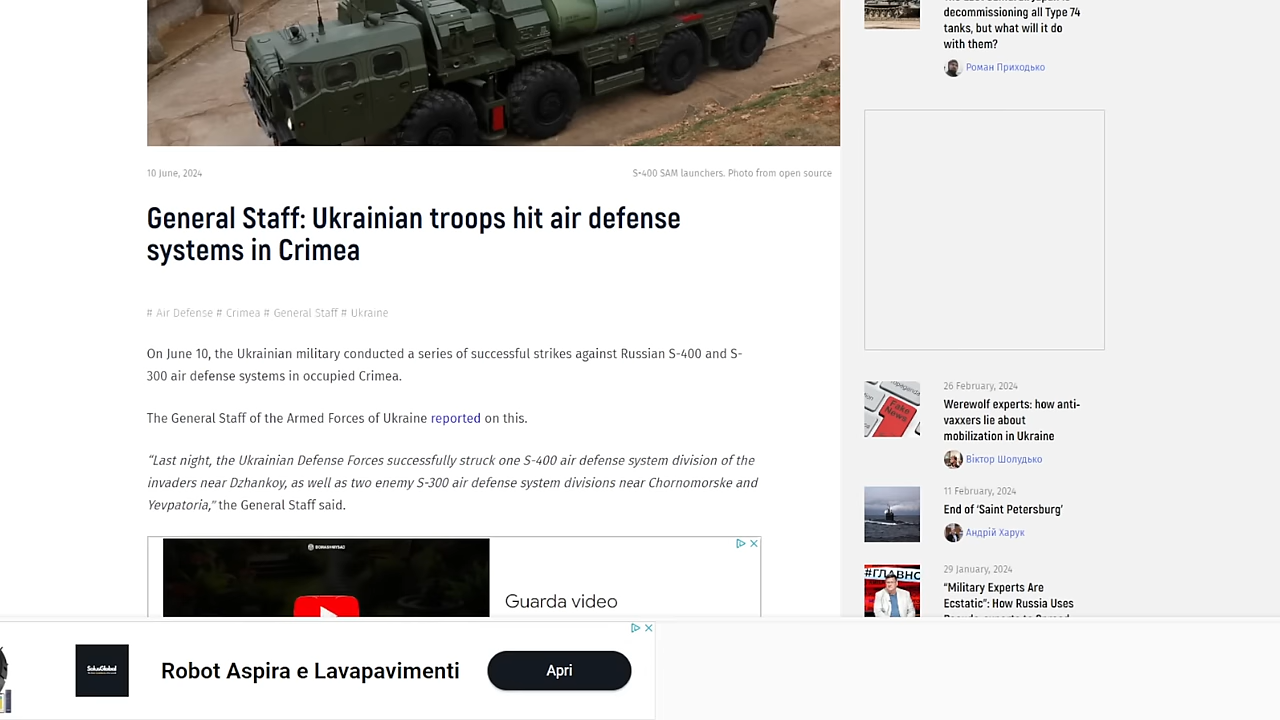 decommissioning all Type 74
tanks, but what will it do
with them?
Роман Приходько
10 June, 2024
S-400 SAM launchers. Photo from open source
General Staff: Ukrainian troops hit air defense
systems in Crimea
# Air Defense # Crimea # General Staff # Ukraine
On June 10, the Ukrainian military conducted a series of successful strikes against Russian S-400 and S-
300 air defense systems in occupied Crimea.
The General Staff of the Armed Forces of Ukraine reported on this.
“Last night, the Ukrainian Defense Forces successfully struck one S-400 air defense system division of the
invaders near Dzhankoy, as well as two enemy S-300 air defense system divisions near Chornomorske and
Yevpatoria,” the General Staff said.
26 February, 2024
Werewolf experts: how anti-
vaxxers lie about
mobilization in Ukraine
Віктор Шолудько
11 February, 2024
End of ‘Saint Petersburg’
Андрій Харук
29 January, 2024
#ГЛАВНО
“Military Experts Are
Ecstatic”: How Russia Uses
Guarda video
Robot Aspira e Lavapavimenti
Apri